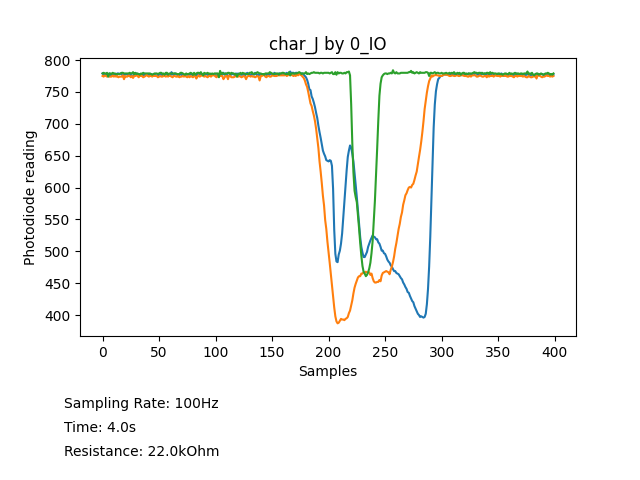 char_J by 0_IO
800
750
700
650
600
550
500
450
400
Photodiode reading
0 50 100 150 200 250 300 350 400
Samples
Sampling Rate: 100Hz
Time: 4.0s
Resistance: 22.0kOhm